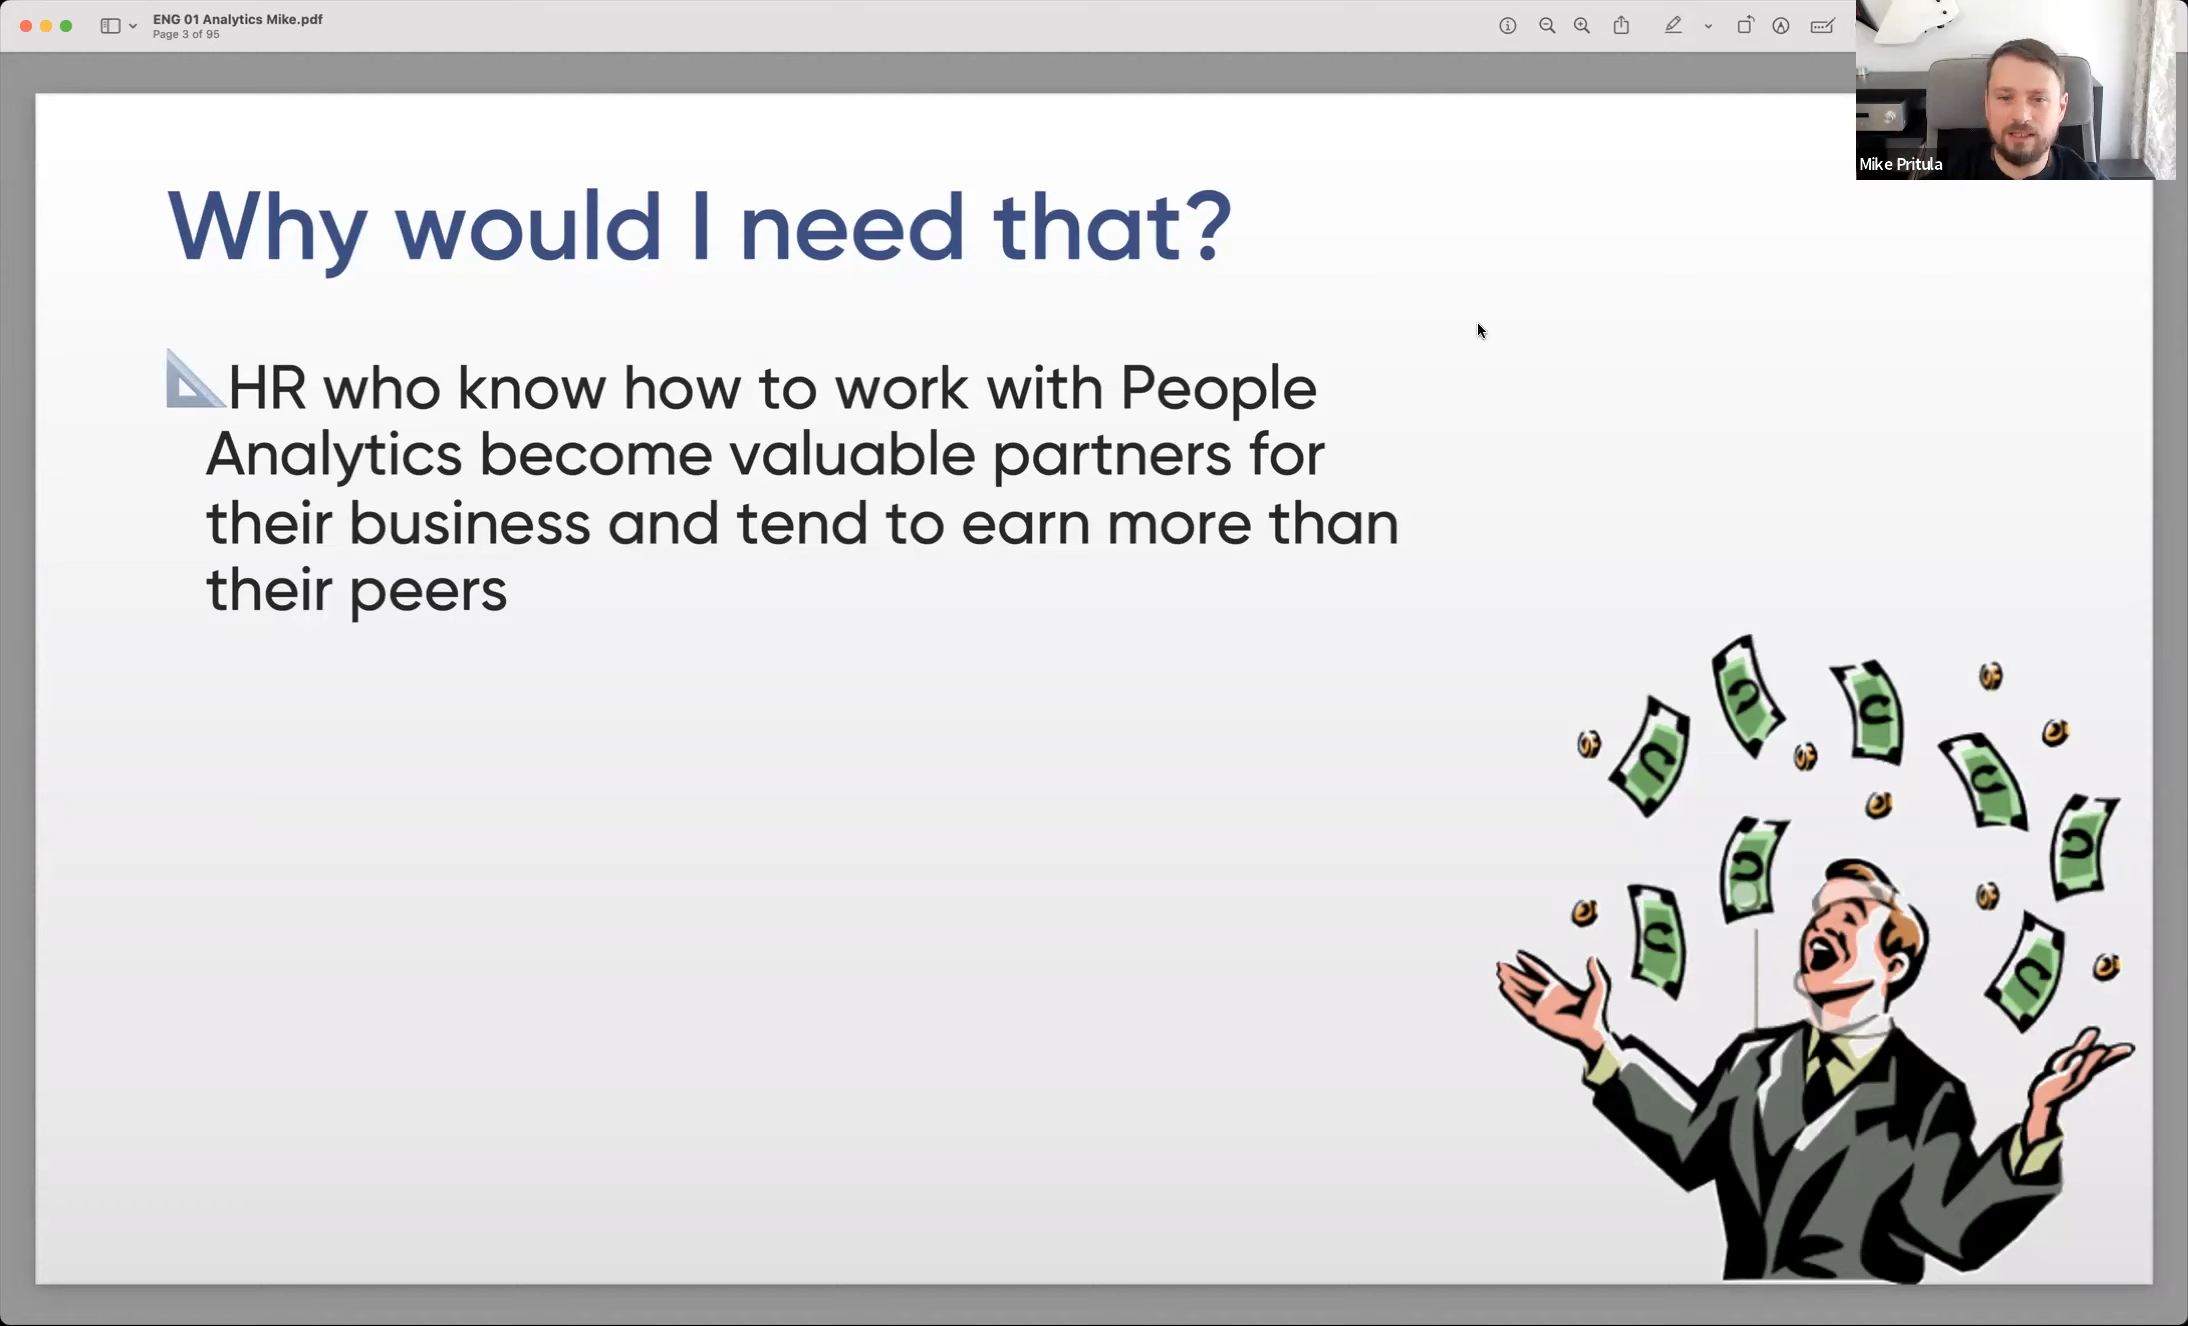 ENG 01 Analytics Mike.pdf
Page 3 of 95
Mike Pritula
Why would I need that?
HR who know how to work with People
Analytics become valuable partners for
their business and tend to earn more than
their peers